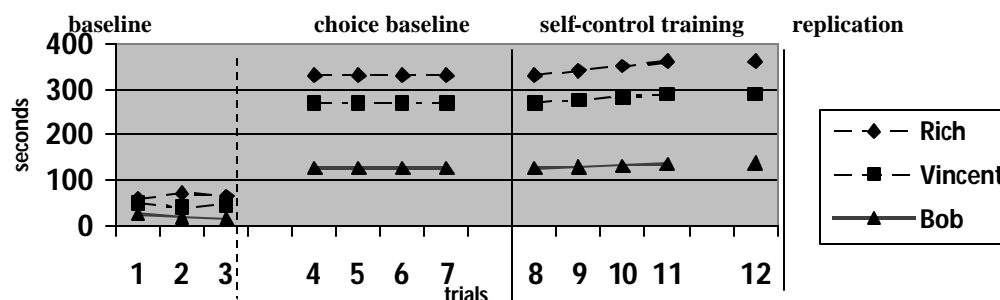 baseline choice baseline self-control training replication
400
300
200
100
0
seconds
1 2 3 4 5 6 7 8 9 10 11 12
trials
Rich
Vincent
Bob